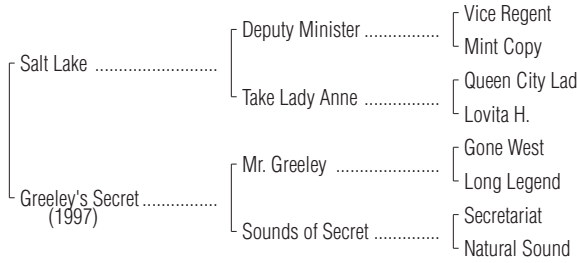 Vice Regent
Deputy Minister ................
Mint Copy
Salt Lake ..........................
Queen City Lad
Take Lady Anne ................
Lovita H.
Gone West
Mr. Greeley ......................
Long Legend
Greeley's Secret ................
(1997)
Secretariat
Sounds of Secret ..............
Natural Sound